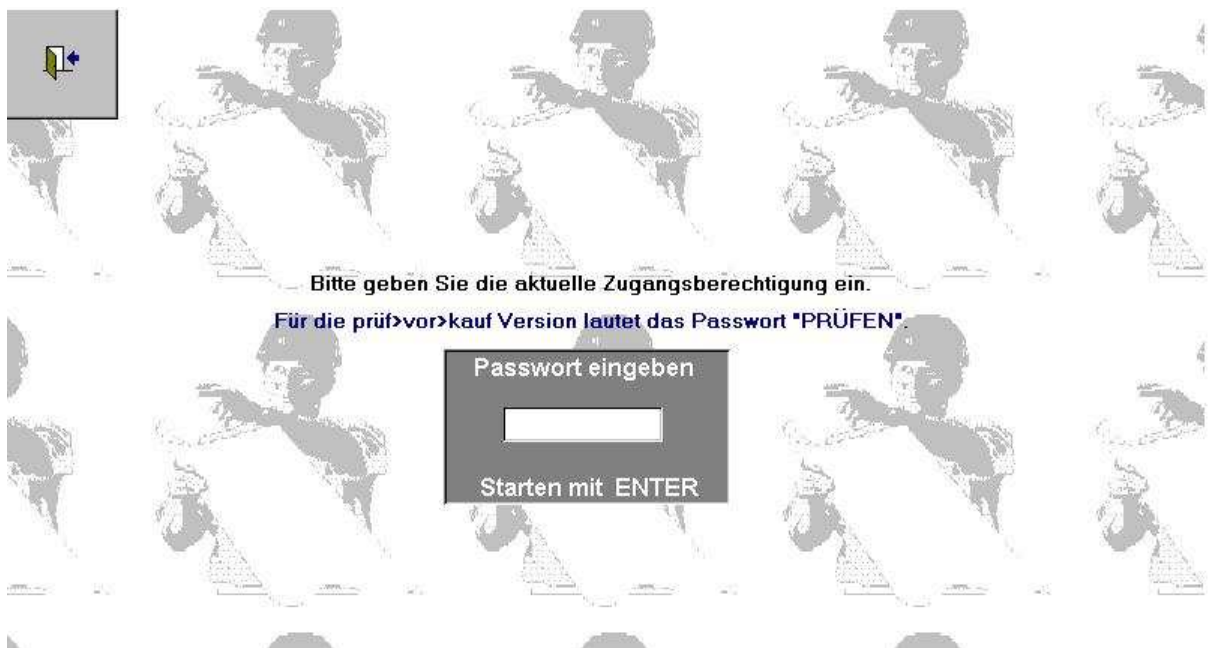 Bitte geben Sie die aktuelle Zugangsberechtigung ein.
Für die prüf>vor>kauf Version lautet das Passwort "PRÜFEN".
Passwort eingeben
Starten mit ENTER